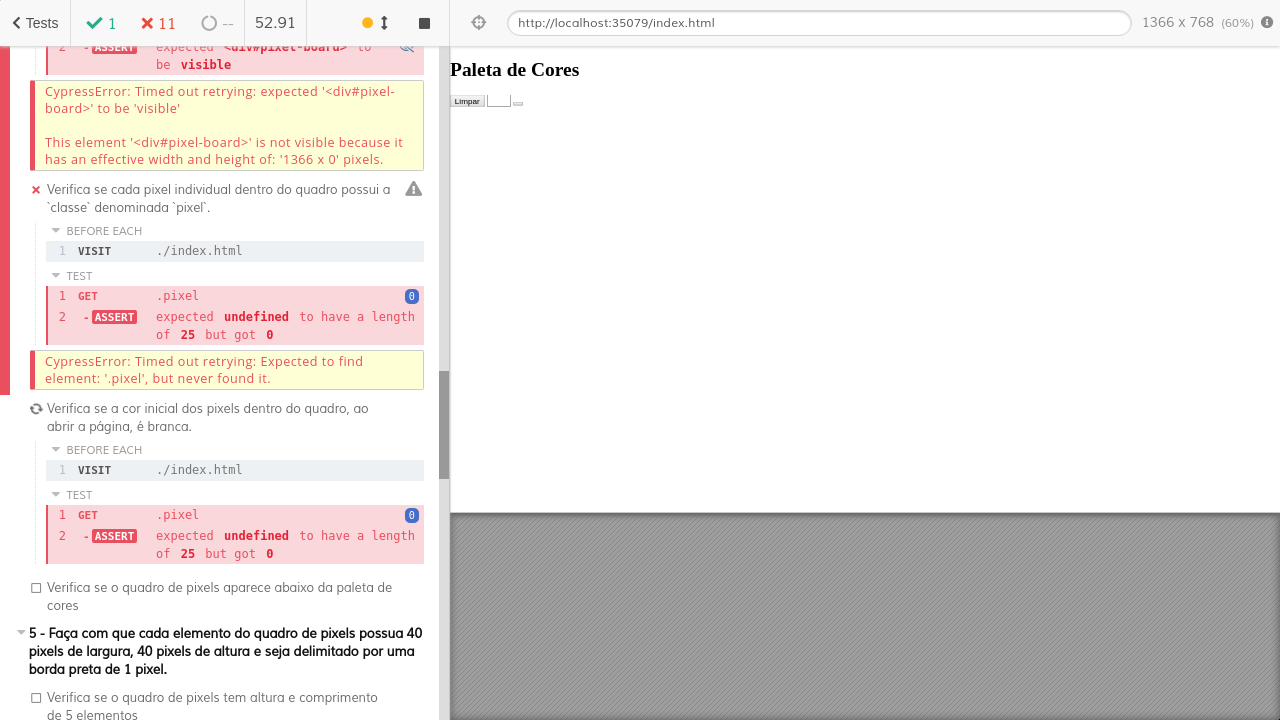 Tests 1 11 -- 52.91 http://localhost:35079/index.html 1366 x 768 (60%)
2 -ASSERT expected <div#pixel-board> to
be visible
CypressError: Timed out retrying: expected '<div#pixel-
board>' to be 'visible'
This element '<div#pixel-board>' is not visible because it
has an effective width and height of: '1366 x 0' pixels.
Verifica se cada pixel individual dentro do quadro possui a
`classe` denominada `pixel`.
BEFORE EACH
1 VISIT ./index.html
TEST
1 GET .pixel 0
2 -ASSERT expected undefined to have a length
of 25 but got 0
CypressError: Timed out retrying: Expected to find
element: '.pixel', but never found it.
Verifica se a cor inicial dos pixels dentro do quadro, ao
abrir a página, é branca.
BEFORE EACH
1 VISIT ./index.html
TEST
1 GET .pixel 0
2 -ASSERT expected undefined to have a length
of 25 but got 0
Verifica se o quadro de pixels aparece abaixo da paleta de
cores
5 - Faça com que cada elemento do quadro de pixels possua 40
pixels de largura, 40 pixels de altura e seja delimitado por uma
borda preta de 1 pixel.
Verifica se o quadro de pixels tem altura e comprimento
de 5 elementos
Paleta de Cores
Limpar